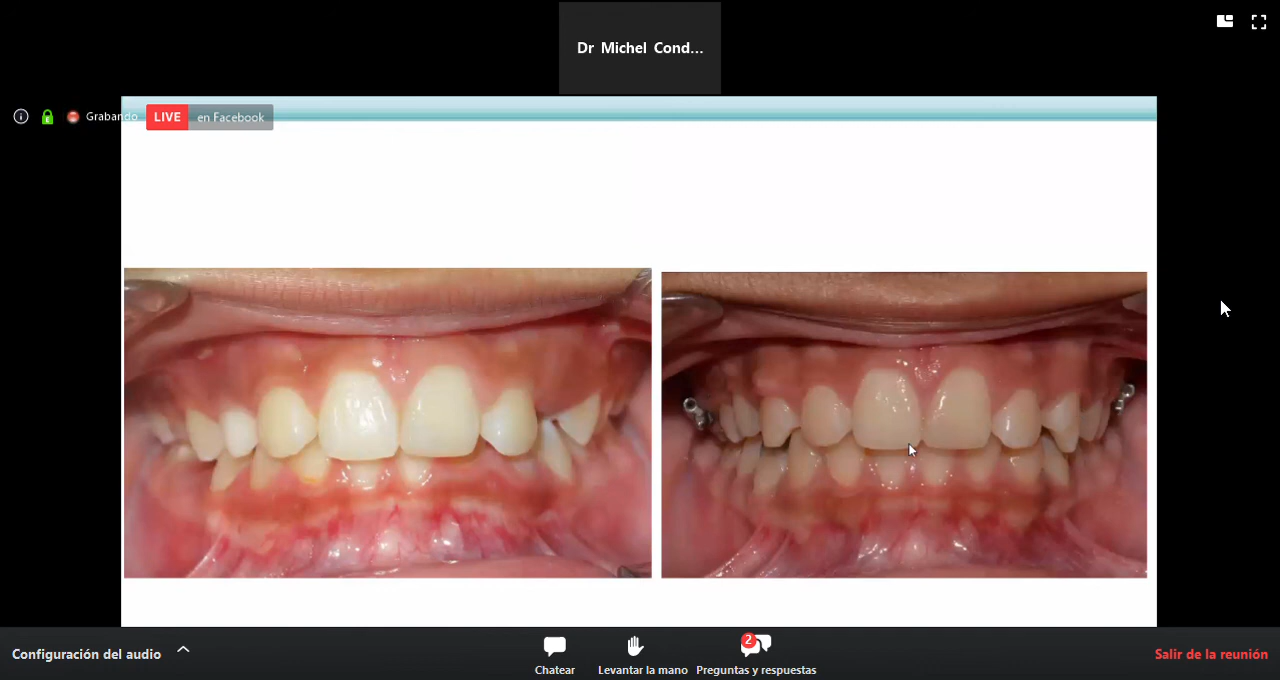 Dr Michel Cond...
Grabando
LIVE en Facebook
2
Configuración del audio
Chatear
Levantar la mano
Preguntas y respuestas
Salir de la reunión